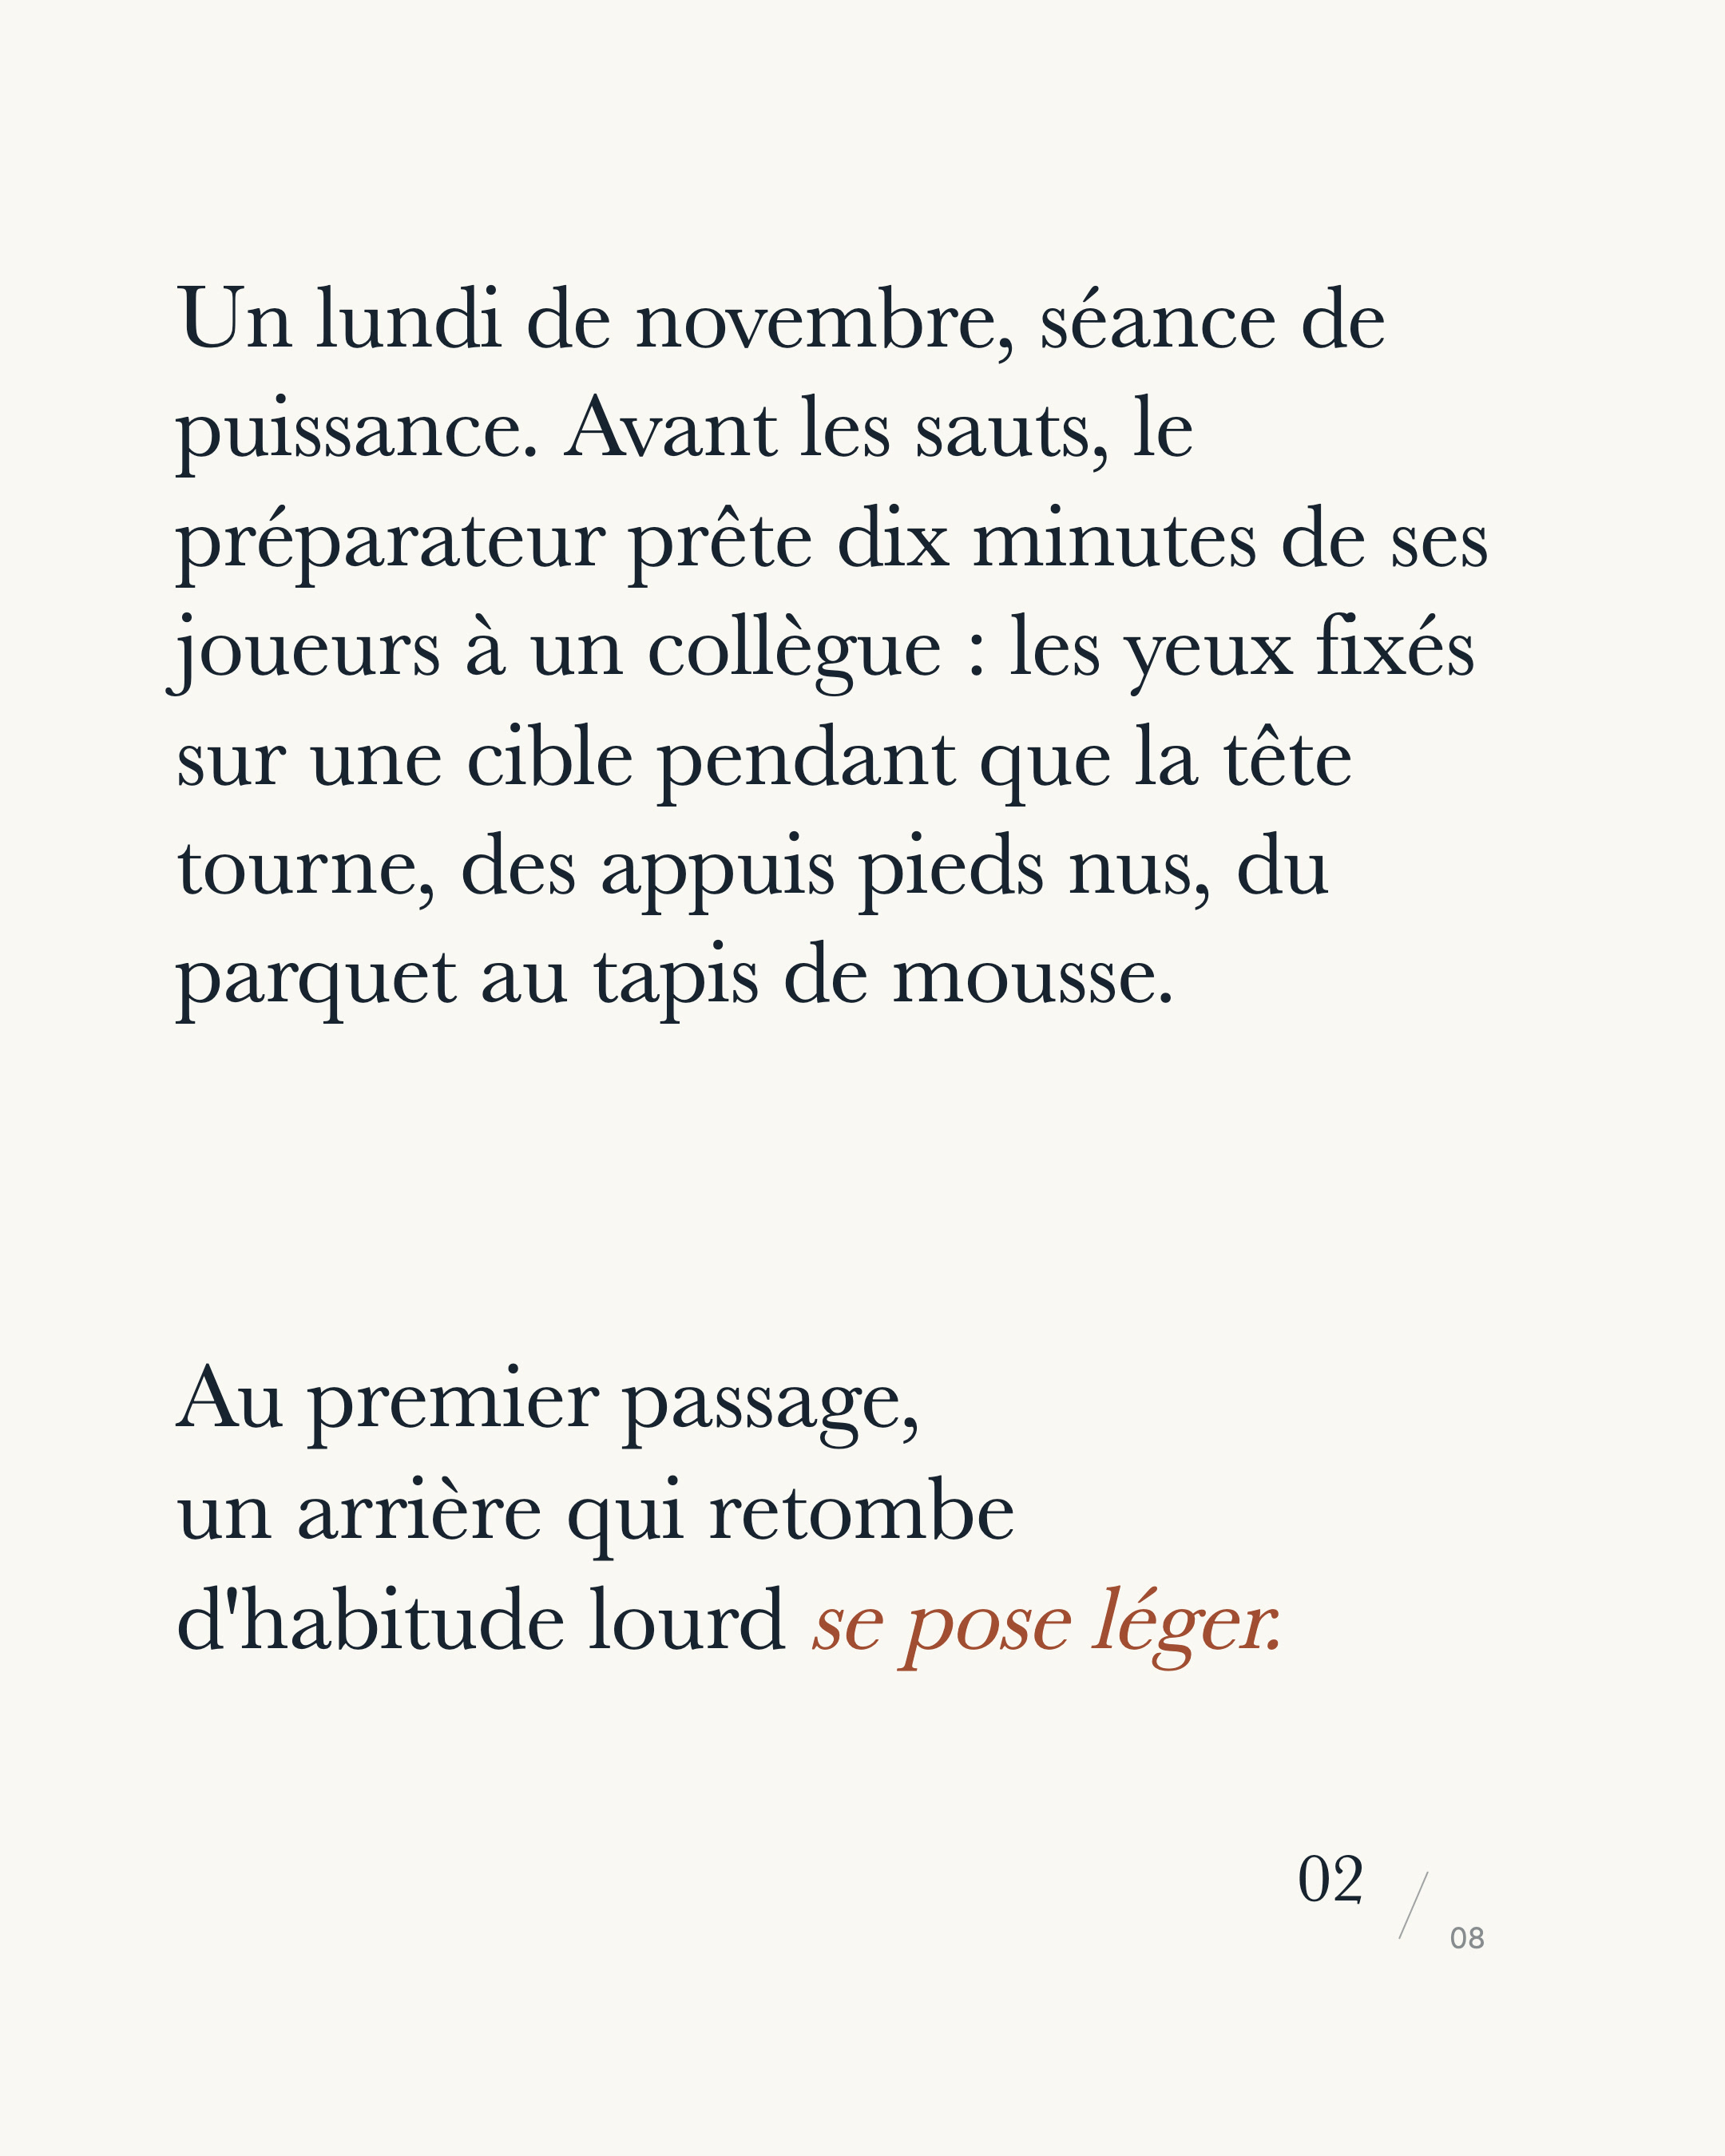 Un lundi de novembre, séance de
puissance. Avant les sauts, le
préparateur prête dix minutes de ses
joueurs à un collègue : les yeux fixés
sur une cible pendant que la tête
tourne, des appuis pieds nus, du
parquet au tapis de mousse.
Au premier passage,
un arrière qui retombe
d'habitude lourd se pose léger.
02 / 08